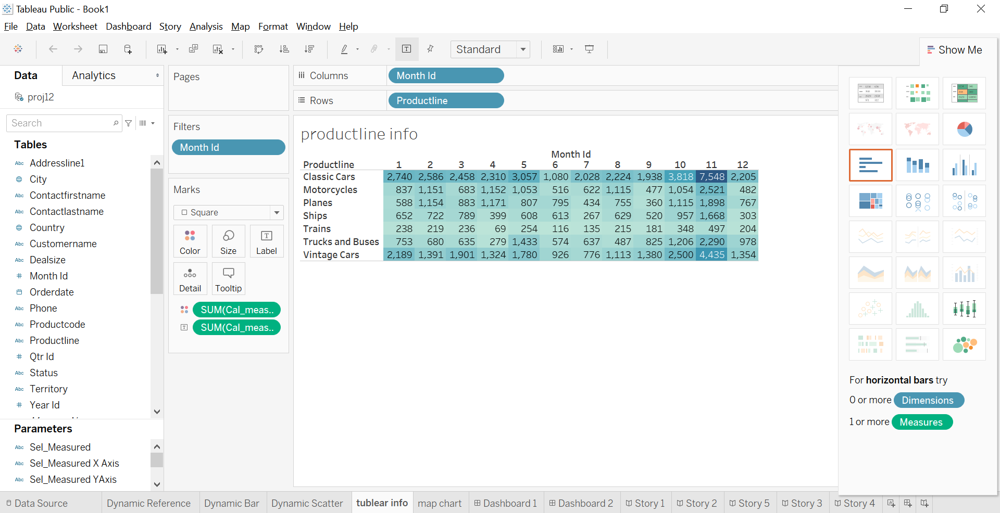 Tableau Public - Book1
File Data Worksheet Dashboard Story Analysis Map Format Window Help
Standard
Show Me
Data Analytics
proj12
Search
Tables
Addressline1
City
Contactfirstname
Contactlastname
Country
Customername
Dealsize
Month Id
Orderdate
Phone
Productcode
Productline
Qtr Id
Status
Territory
Year Id
Parameters
Sel_Measured
Sel_Measured X Axis
Sel_Measured YAxis
Pages
Filters
Month Id
Marks
Square
Color Size Label
Detail Tooltip
SUM(Cal_meas..
SUM(Cal_meas..
Columns Month Id
Rows Productline
productline info
Month Id
Productline 1 2 3 4 5 6 7 8 9 10 11 12
Classic Cars 2,740 2,586 2,458 2,310 3,057 1,080 2,028 2,224 1,938 3,818 7,548 2,205
Motorcycles 837 1,151 683 1,152 1,053 516 622 1,115 477 1,054 2,521 482
Planes 588 1,154 883 1,171 807 795 434 755 360 1,115 1,898 767
Ships 652 722 789 399 608 613 267 629 520 957 1,668 303
Trains 238 219 236 69 254 116 135 215 181 348 497 204
Trucks and Buses 753 680 635 279 1,433 574 637 487 825 1,206 2,290 978
Vintage Cars 2,189 1,391 1,901 1,324 1,780 926 776 1,113 1,380 2,500 4,435 1,354
For horizontal bars try
0 or more Dimensions
1 or more Measures
Data Source Dynamic Reference Dynamic Bar Dynamic Scatter tublear info map chart Dashboard 1 Dashboard 2 Story 1 Story 2 Story 5 Story 3 Story 4